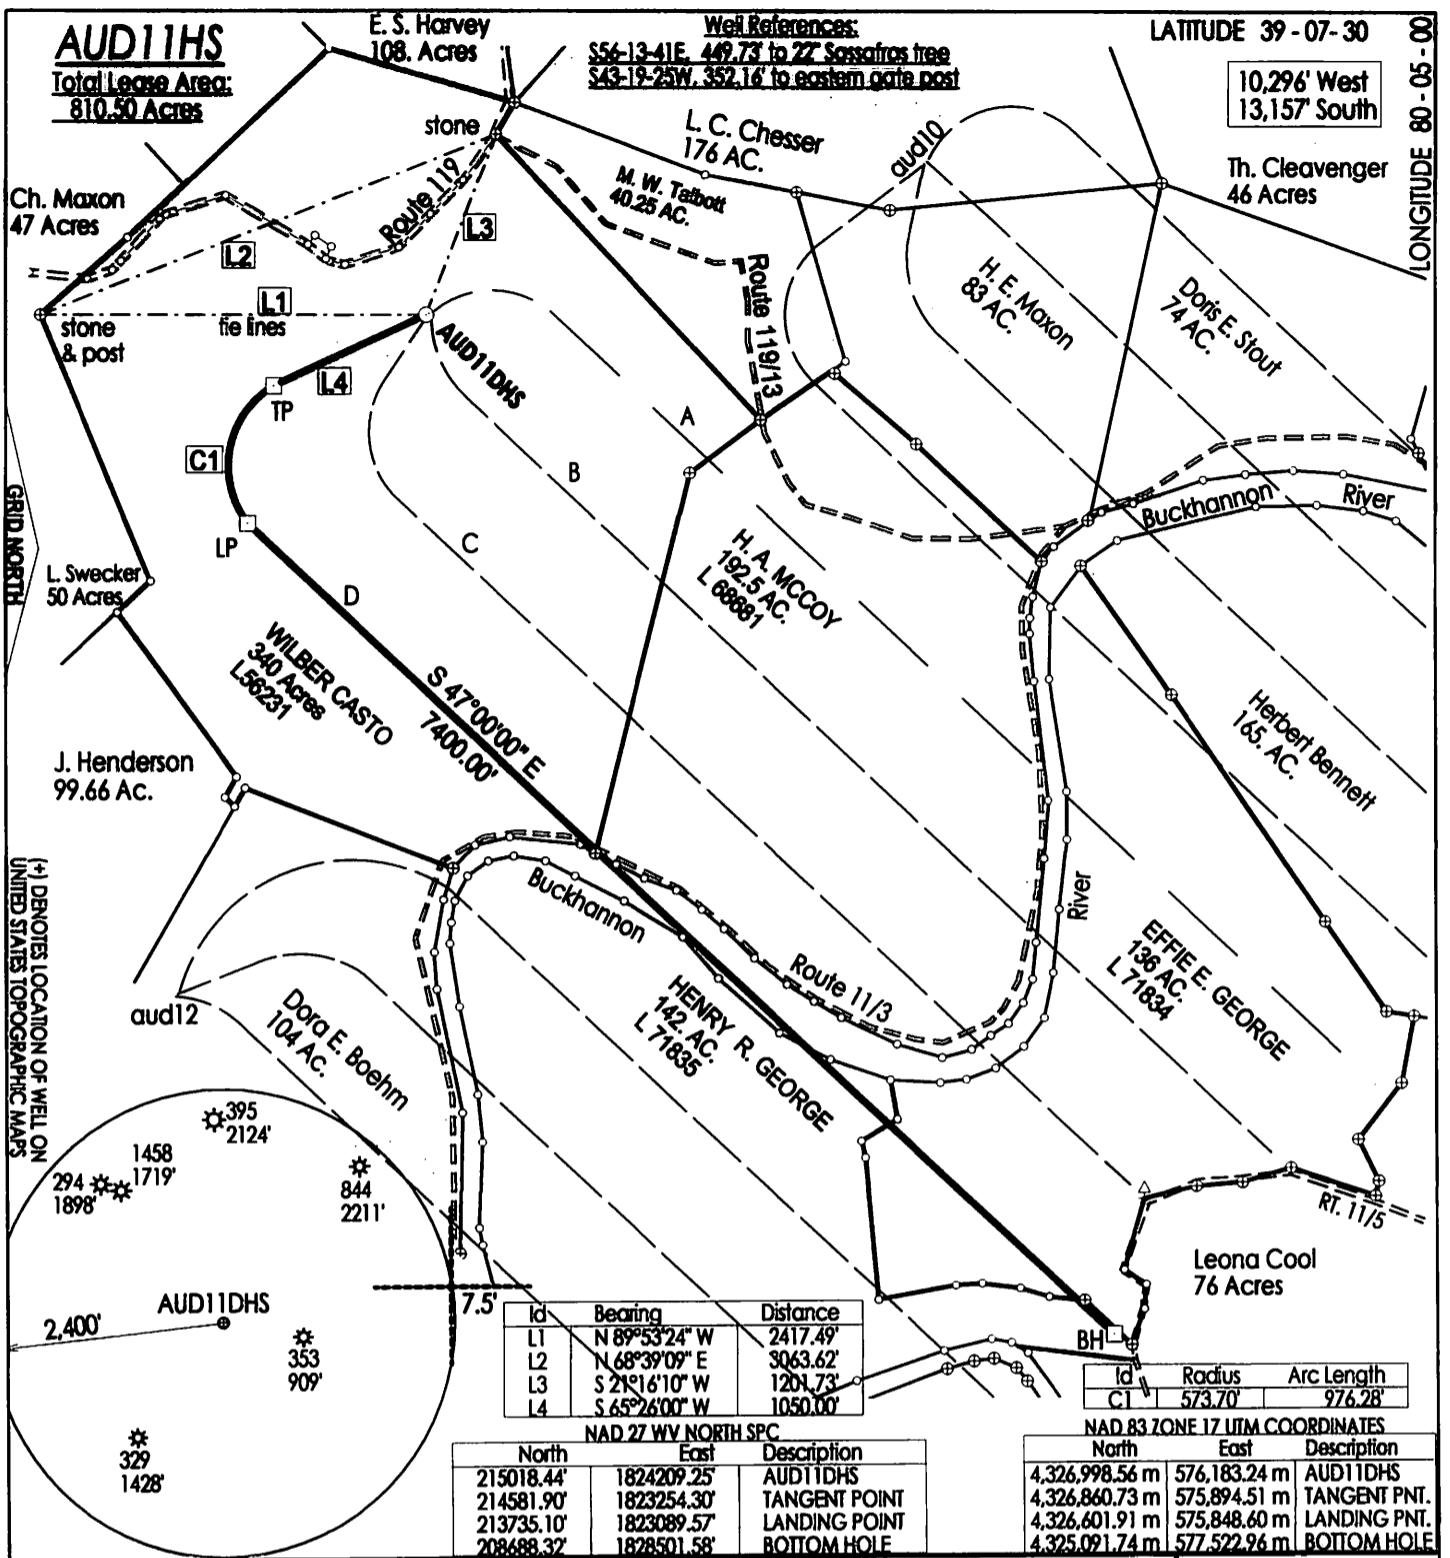 AUD11HS
Total Lease Area:
810.50 Acres
E. S. Harvey
108. Acres
Well References:
S56-13-41E, 449.73' to 22" Sassafras tree
S43-19-25W, 352.16' to eastern gate post
LATITUDE 39 - 07- 30
10,296' West
13,157' South
LONGITUDE 80 - 05 - 00
stone
L. C. Chesser
176 AC.
aud10
Th. Cleavenger
46 Acres
Ch. Maxon
47 Acres
Route 119
M. W. Talbott
40.25 AC.
L3
L2
L1
tie lines
stone
& post
Route 119/13
H. E. Maxon
83 AC.
Doris E. Stout
74 AC.
AUD11DHS
L4
TP
A
C1
B
Buckhannon
River
GRID NORTH
LP
C
L. Swecker
50 Acres
D
H. A. MCCOY
192.5 AC.
L 68681
WILBER CASTO
340 Acres
L56231
S 47°00'00" E
7400.00'
Herbert Bennett
165. AC.
J. Henderson
99.66 Ac.
(+) DENOTES LOCATION OF WELL ON
UNITED STATES TOPOGRAPHIC MAPS
Buckhannon
River
Route 11/3
EFFIE E. GEORGE
136 AC.
L 71834
aud12
Dora E. Boehm
104 AC.
HENRY R. GEORGE
142. AC.
L 71835
395
2124'
1458
1719'
294
1898'
844
2211'
RT. 11/5
Leona Cool
76 Acres
AUD11DHS
2,400'
7.5'
353
909'
329
1428'
BH
Id Bearing Distance
L1 N 89°53'24" W 2417.49'
L2 N 68°39'09" E 3063.62'
L3 S 21°16'10" W 1201.73'
L4 S 65°26'00" W 1050.00'
Id Radius Arc Length
C1 573.70' 976.28'
NAD 27 WV NORTH SPC
North East Description
215018.44' 1824209.25' AUD11DHS
214581.90' 1823254.30' TANGENT POINT
213735.10' 1823089.57' LANDING POINT
208688.32' 1828501.58' BOTTOM HOLE
NAD 83 ZONE 17 UTM COORDINATES
North East Description
4,326,998.56 m 576,183.24 m AUD11DHS
4,326,860.73 m 575,894.51 m TANGENT PNT.
4,326,601.91 m 575,848.60 m LANDING PNT.
4,325,091.74 m 577,522.96 m BOTTOM HOLE